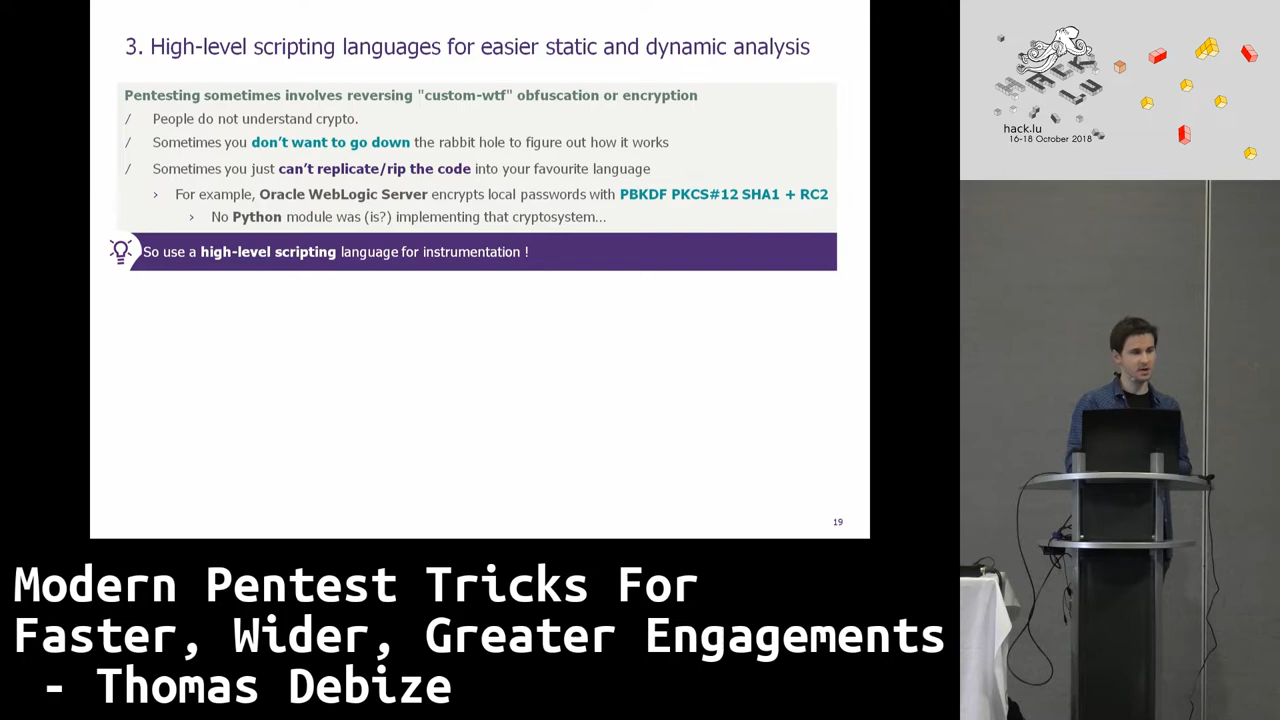 3. High-level scripting languages for easier static and dynamic analysis
Pentesting sometimes involves reversing "custom-wtf" obfuscation or encryption
/ People do not understand crypto.
/ Sometimes you don't want to go down the rabbit hole to figure out how it works
/ Sometimes you just can't replicate/rip the code into your favourite language
› For example, Oracle WebLogic Server encrypts local passwords with PBKDF PKCS#12 SHA1 + RC2
› No Python module was (is?) implementing that cryptosystem...
So use a high-level scripting language for instrumentation !
19
HACK.LU
hack.lu
16-18 October 2018
Modern Pentest Tricks For
Faster, Wider, Greater Engagements
- Thomas Debize